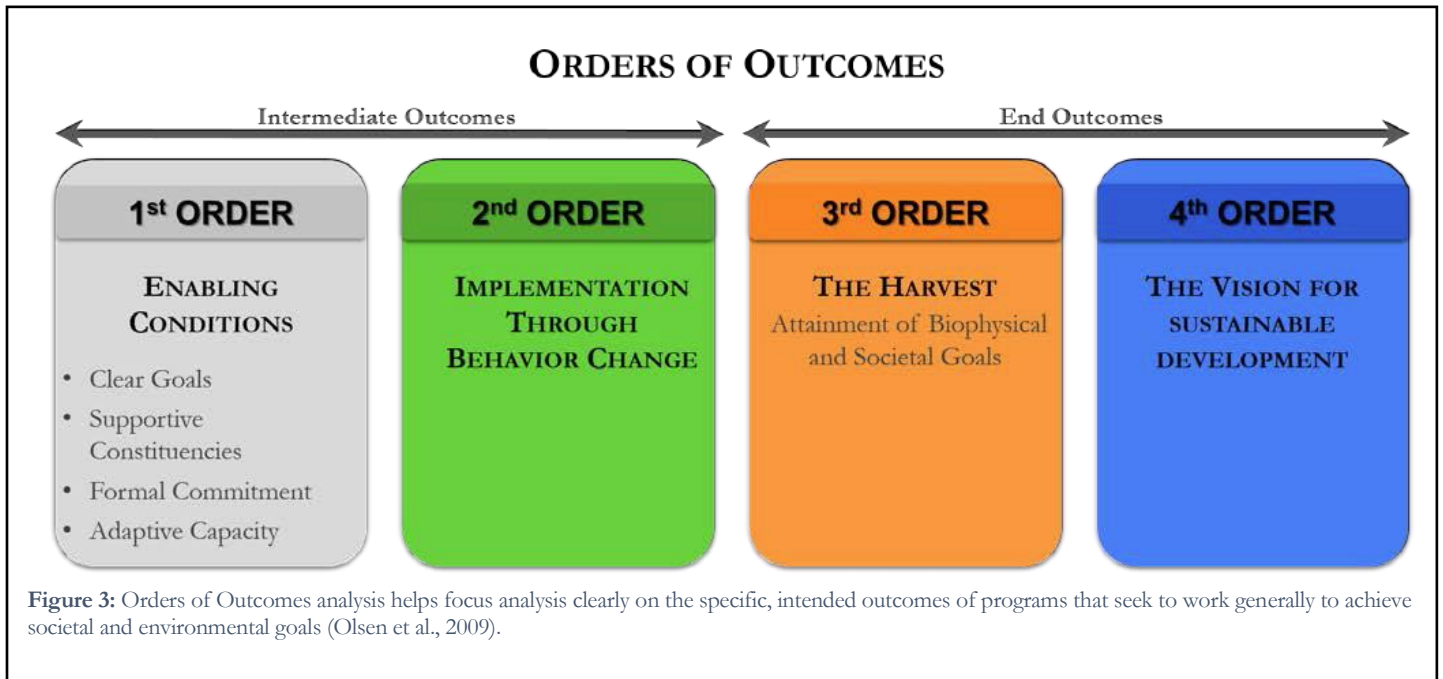 ORDERS OF OUTCOMES
Intermediate Outcomes
End Outcomes
1st ORDER
ENABLING
CONDITIONS
• Clear Goals
• Supportive
Constituencies
• Formal Commitment
• Adaptive Capacity
2nd ORDER
IMPLEMENTATION
THROUGH
BEHAVIOR CHANGE
3rd ORDER
THE HARVEST
Attainment of Biophysical
and Societal Goals
4th ORDER
THE VISION FOR
SUSTAINABLE
DEVELOPMENT
Figure 3: Orders of Outcomes analysis helps focus analysis clearly on the specific, intended outcomes of programs that seek to work generally to achieve
societal and environmental goals (Olsen et al., 2009).